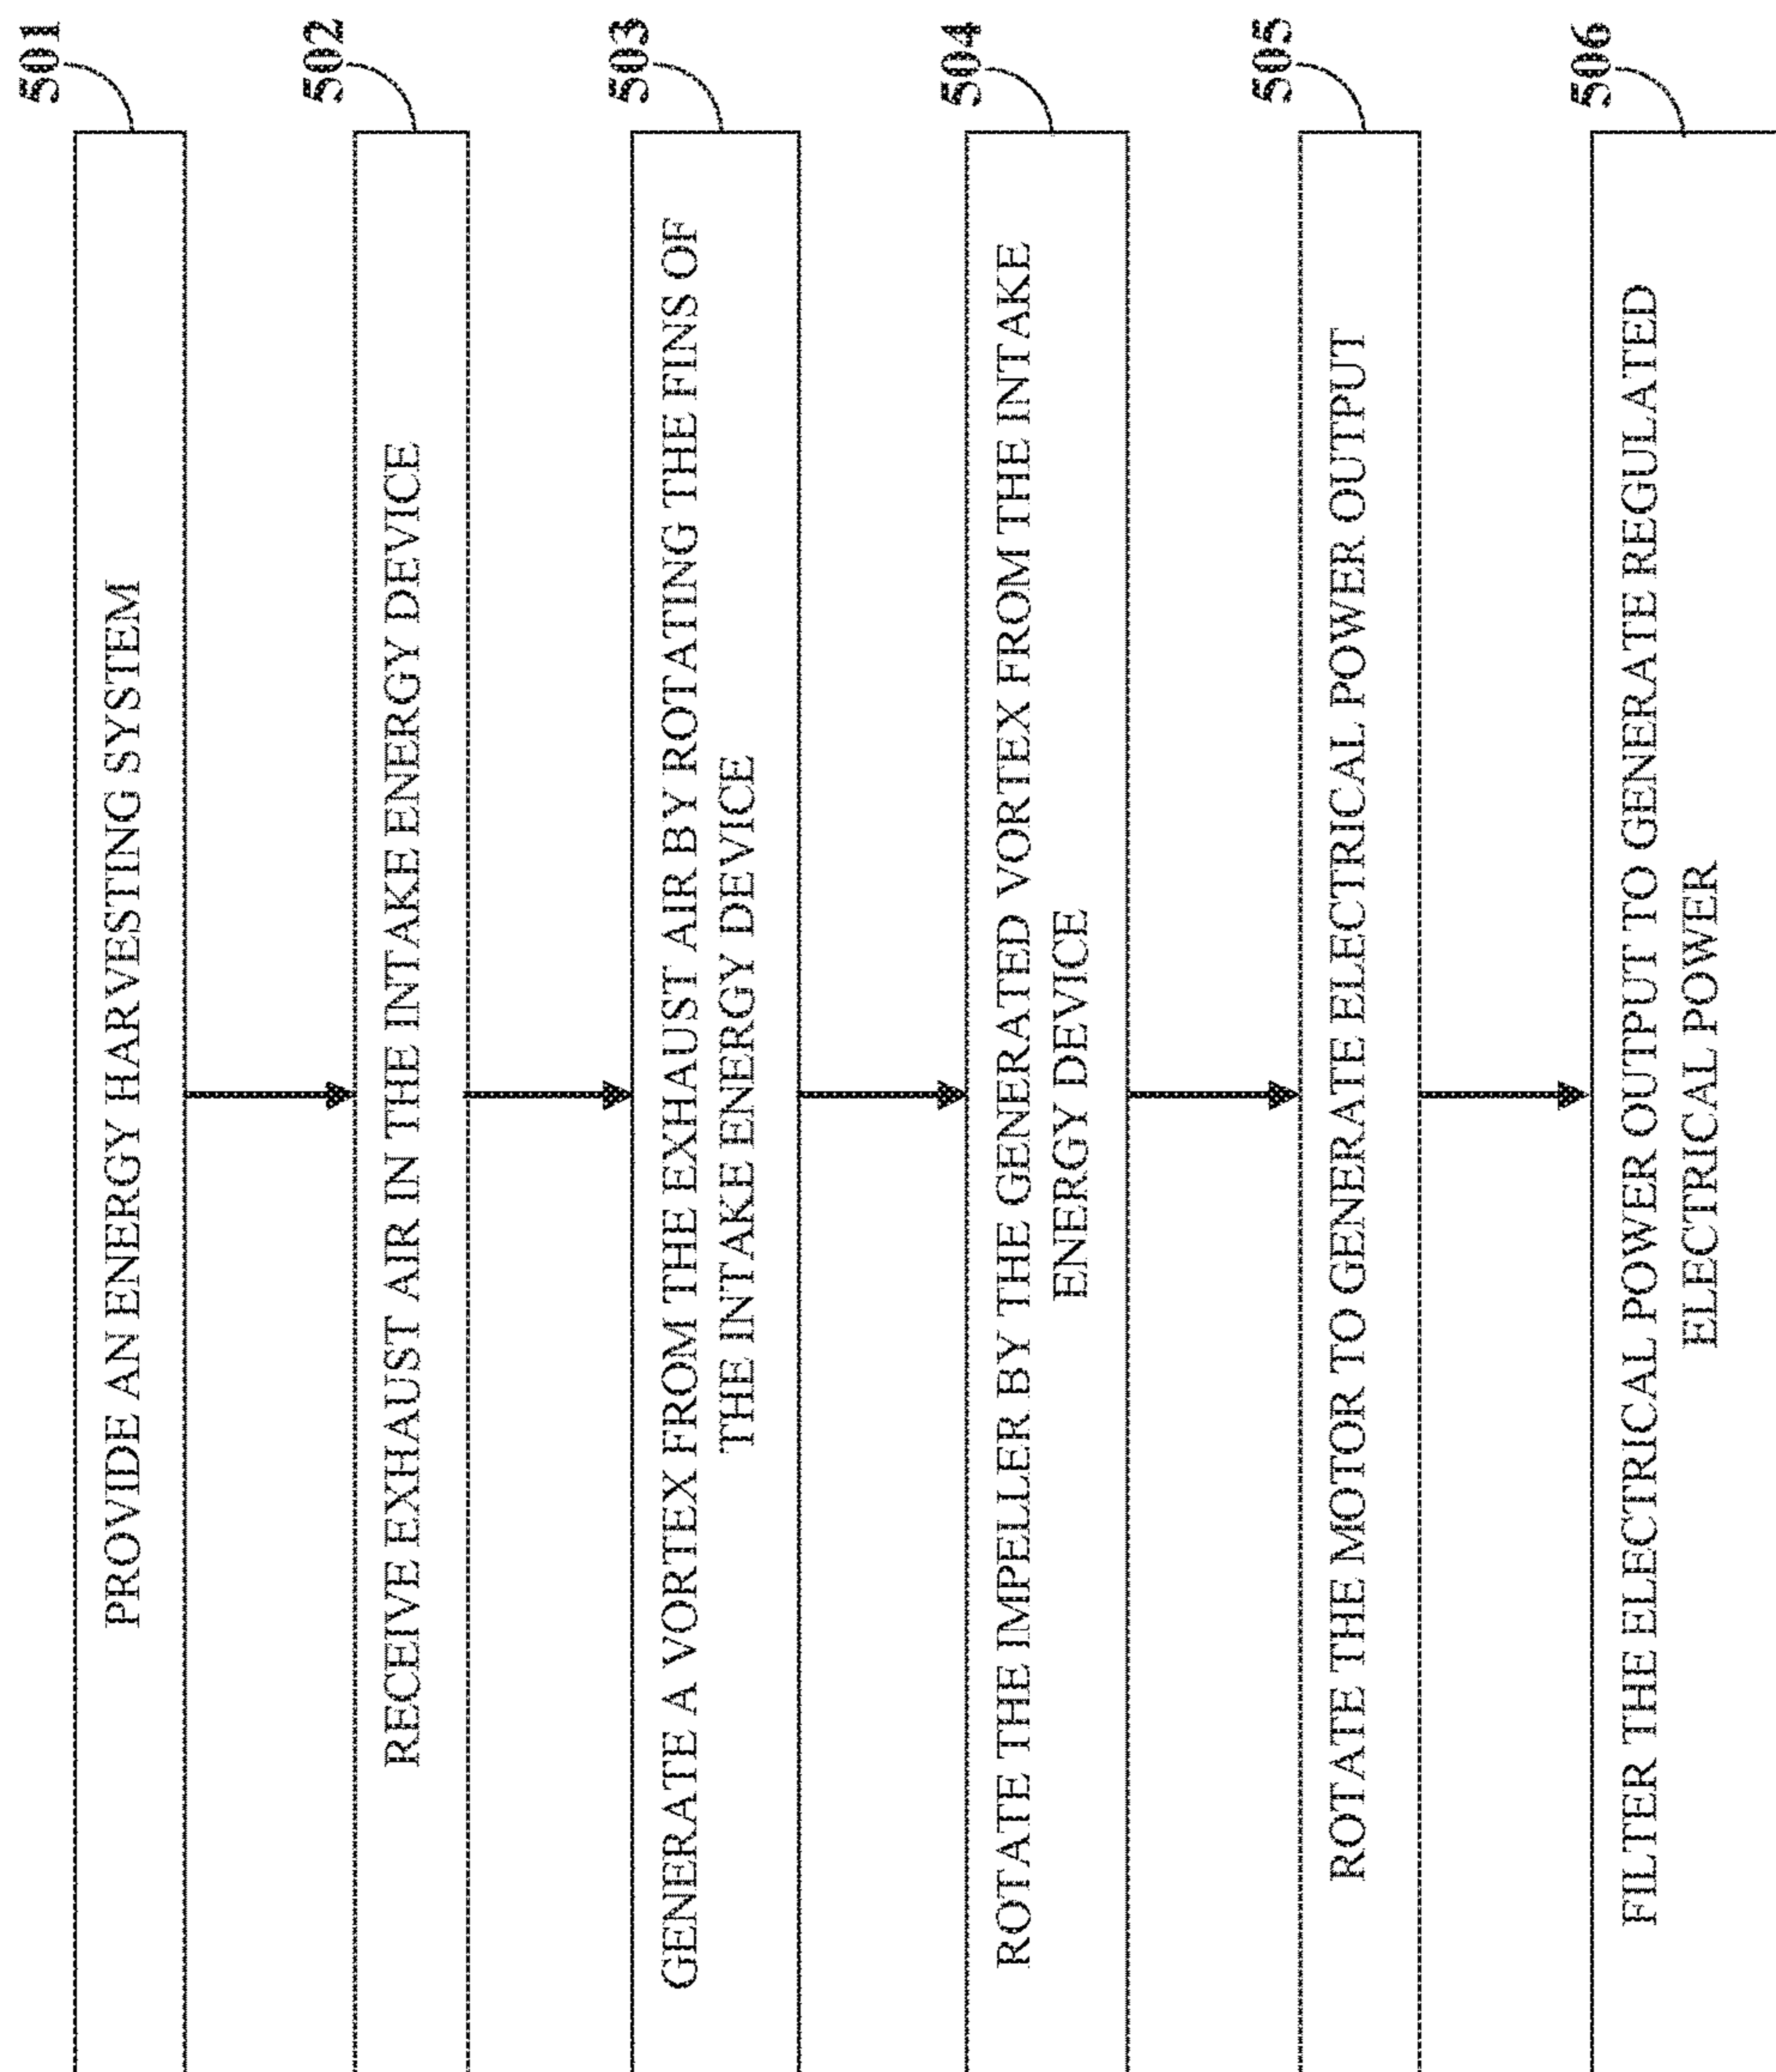 501
PROVIDE AN ENERGY HARVESTING SYSTEM
502
RECEIVE EXHAUST AIR IN THE INTAKE ENERGY DEVICE
503
GENERATE A VORTEX FROM THE EXHAUST AIR BY ROTATING THE FINS OF
THE INTAKE ENERGY DEVICE
504
ROTATE THE IMPELLER BY THE GENERATED VORTEX FROM THE INTAKE
ENERGY DEVICE
505
ROTATE THE MOTOR TO GENERATE ELECTRICAL POWER OUTPUT
506
FILTER THE ELECTRICAL POWER OUTPUT TO GENERATE REGULATED
ELECTRICAL POWER